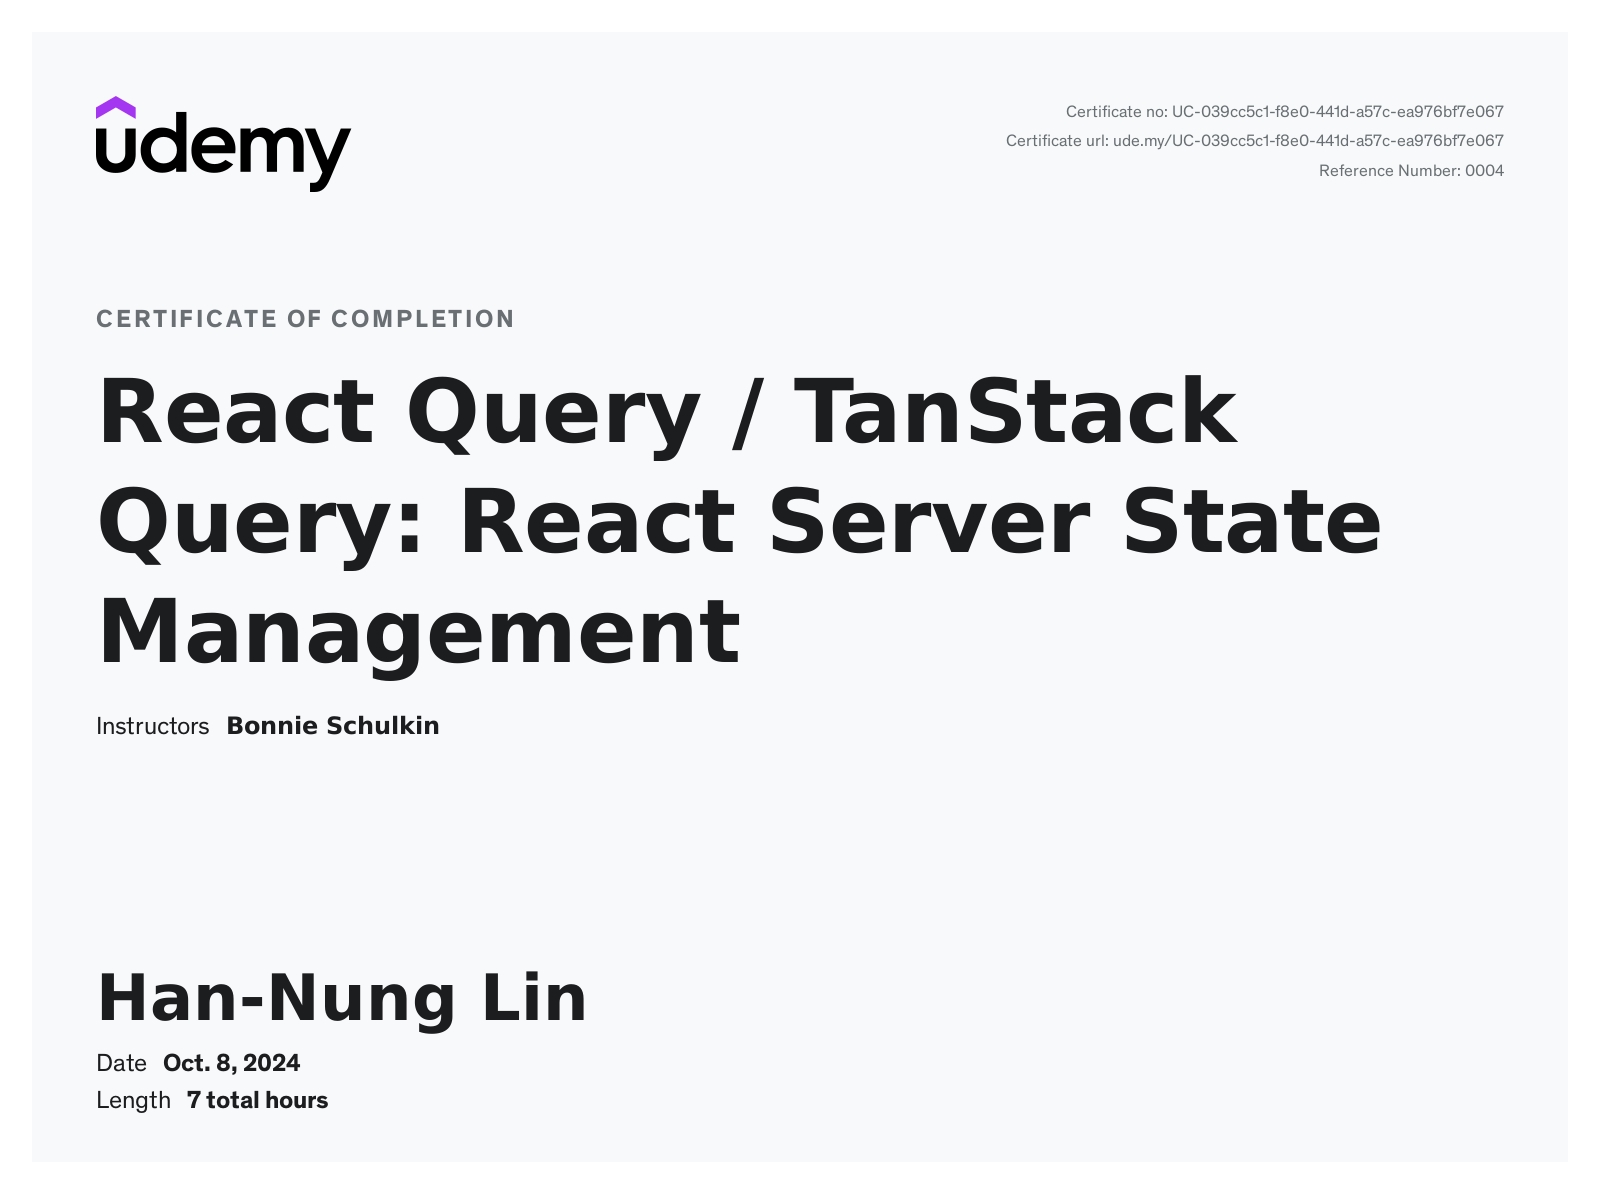 udemy
Certificate no: UC-039cc5c1-f8e0-441d-a57c-ea976bf7e067
Certificate url: ude.my/UC-039cc5c1-f8e0-441d-a57c-ea976bf7e067
Reference Number: 0004
CERTIFICATE OF COMPLETION
React Query / TanStack
Query: React Server State
Management
Instructors Bonnie Schulkin
Han-Nung Lin
Date Oct. 8, 2024
Length 7 total hours